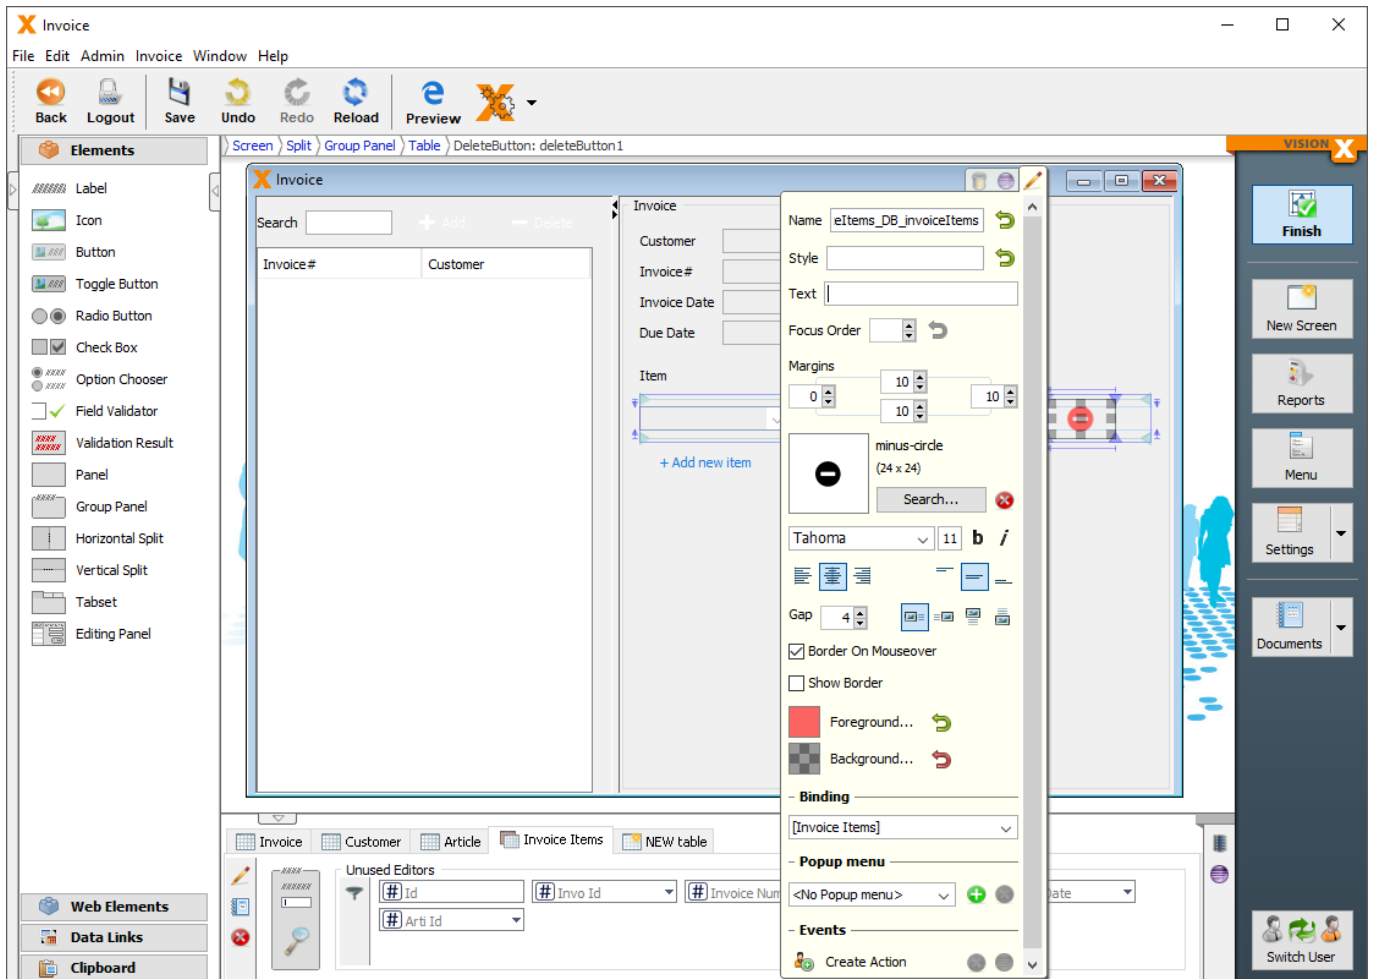 Invoice
File Edit Admin Invoice Window Help
Back Logout Save Undo Redo Reload Preview
Elements
Screen Split Group Panel Table DeleteButton: deleteButton1
VISION X
Label
Icon
Button
Toggle Button
Radio Button
Check Box
Option Chooser
Field Validator
Validation Result
Panel
Group Panel
Horizontal Split
Vertical Split
Tabset
Editing Panel
Web Elements
Data Links
Clipboard
Invoice
Search + Add − Delete
Invoice# Customer
Invoice
Customer
Invoice#
Invoice Date
Due Date
Item
+ Add new item
Name eItems_DB_invoiceItems
Style
Text
Focus Order
Margins
10
0 10
10
minus-circle
(24 x 24)
Search...
Tahoma 11 b i
Gap 4
Border On Mouseover
Show Border
Foreground...
Background...
Binding
[Invoice Items]
Popup menu
<No Popup menu>
Events
Create Action
Invoice Customer Article Invoice Items NEW table
Unused Editors
# Id # Invo Id # Invoice Num Date
# Arti Id
Finish
New Screen
Reports
Menu
Settings
Documents
Switch User